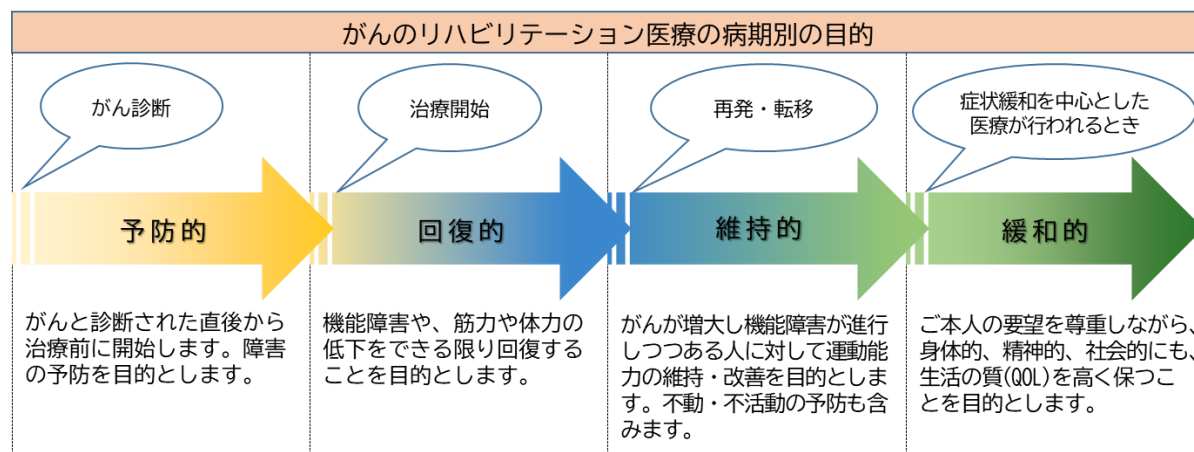 がんのリハビリテーション医療の病期別の目的
がん診断
治療開始
再発・転移
症状緩和を中心とした
医療が行われるとき
予防的
回復的
維持的
緩和的
がんと診断された直後から
治療前に開始します。障害
の予防を目的とします。
機能障害や、筋力や体力の
低下をできる限り回復する
ことを目的とします。
がんが増大し機能障害が進行
しつつある人に対して運動能
力の維持・改善を目的としま
す。不動・不活動の予防も含
みます。
ご本人の要望を尊重しながら、
身体的、精神的、社会的にも、
生活の質(QOL)を高く保つこ
とを目的とします。